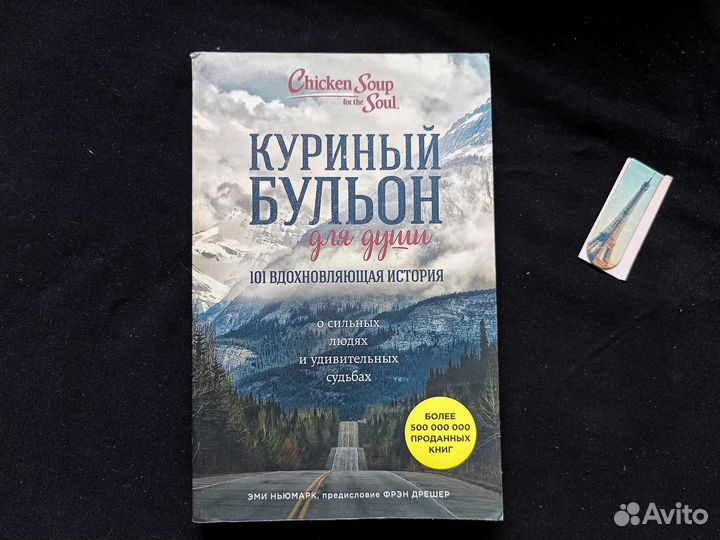 Chicken Soup
for the Soul®
КУРИНЫЙ
БУЛЬОН
для души
101 ВДОХНОВЛЯЮЩАЯ ИСТОРИЯ
о сильных
людях
и удивительных
судьбах
БОЛЕЕ
500 000 000
ПРОДАННЫХ
КНИГ
ЭМИ НЬЮМАРК, предисловие ФРЭН ДРЕШЕР
Avito